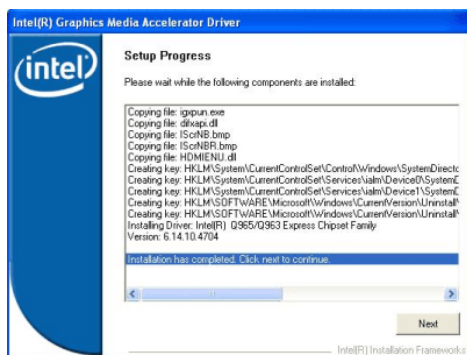 Intel(R) Graphics Media Accelerator Driver
intel
Setup Progress
Please wait while the following components are installed:
Copying file: igxpun.exe
Copying file: difxapi.dll
Copying file: IScrNB.bmp
Copying file: IScrNBR.bmp
Copying file: HDMIENU.dll
Creating key: HKLM\System\CurrentControlSet\Control\Windows\SystemDirectc
Creating key: HKLM\System\CurrentControlSet\Services\ialm\Device0\SystemD
Creating key: HKLM\System\CurrentControlSet\Services\ialm\Device1\SystemD
Creating key: HKLM\SOFTWARE\Microsoft\Windows\CurrentVersion\Uninstall\
Creating key: HKLM\SOFTWARE\Microsoft\Windows\CurrentVersion\Uninstall\
Installing Driver: Intel(R) Q965/Q963 Express Chipset Family
Version: 6.14.10.4704
Installation has completed. Click next to continue.
Next
Intel(R) Installation Frameworks